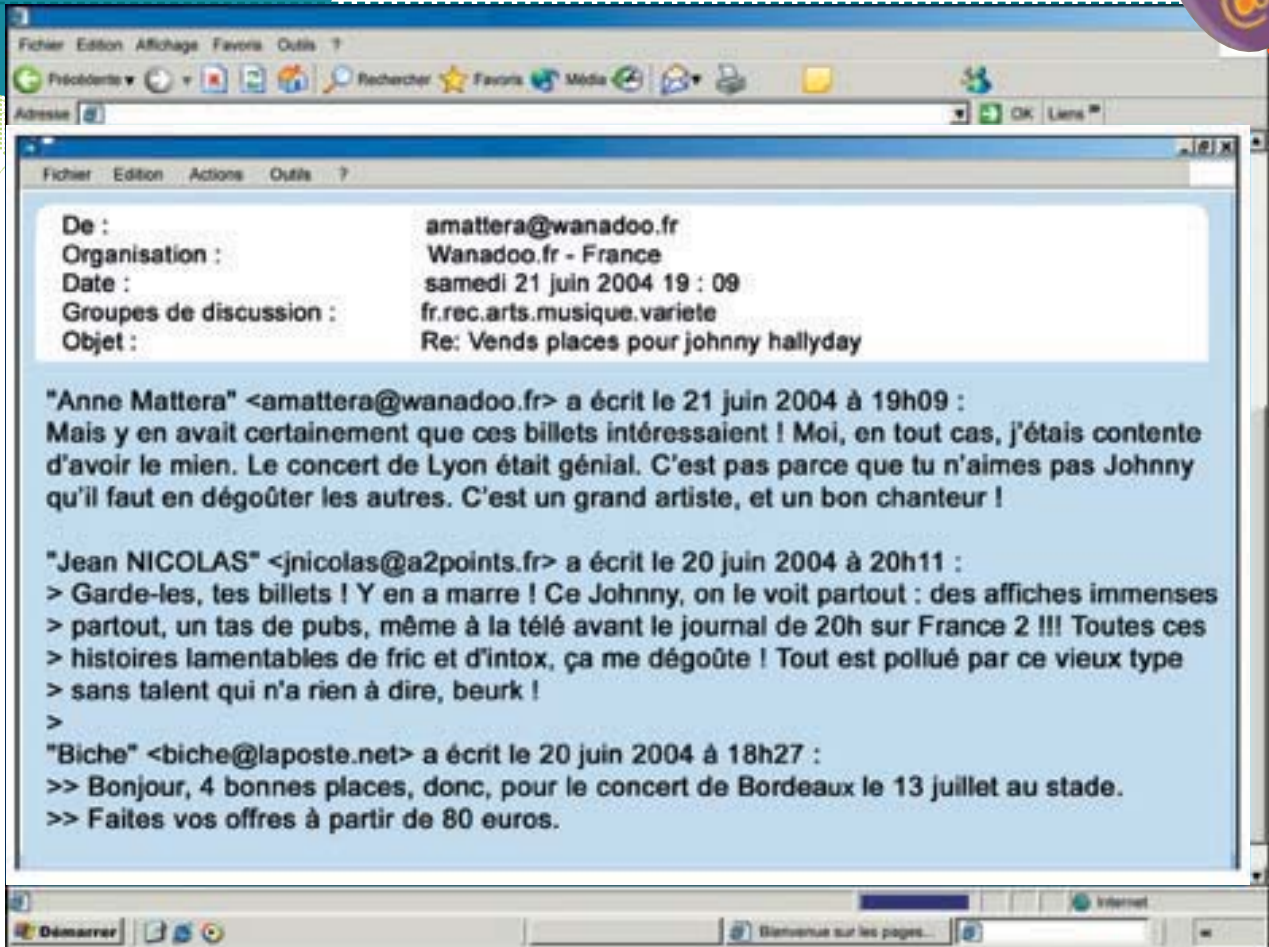 Fichier Edition Affichage Favoris Outils ?
Précédente Rechercher Favoris Média
Adresse OK Liens »
Fichier Edition Actions Outils ?
De : amattera@wanadoo.fr
Organisation : Wanadoo.fr - France
Date : samedi 21 juin 2004 19 : 09
Groupes de discussion : fr.rec.arts.musique.variete
Objet : Re: Vends places pour johnny hallyday
"Anne Mattera" <amattera@wanadoo.fr> a écrit le 21 juin 2004 à 19h09 :
Mais y en avait certainement que ces billets intéressaient ! Moi, en tout cas, j'étais contente
d'avoir le mien. Le concert de Lyon était génial. C'est pas parce que tu n'aimes pas Johnny
qu'il faut en dégoûter les autres. C'est un grand artiste, et un bon chanteur !
"Jean NICOLAS" <jnicolas@a2points.fr> a écrit le 20 juin 2004 à 20h11 :
> Garde-les, tes billets ! Y en a marre ! Ce Johnny, on le voit partout : des affiches immenses
> partout, un tas de pubs, même à la télé avant le journal de 20h sur France 2 !!! Toutes ces
> histoires lamentables de fric et d'intox, ça me dégoûte ! Tout est pollué par ce vieux type
> sans talent qui n'a rien à dire, beurk !
>
"Biche" <biche@laposte.net> a écrit le 20 juin 2004 à 18h27 :
>> Bonjour, 4 bonnes places, donc, pour le concert de Bordeaux le 13 juillet au stade.
>> Faites vos offres à partir de 80 euros.
Internet
Démarrer Bienvenue sur les pages...